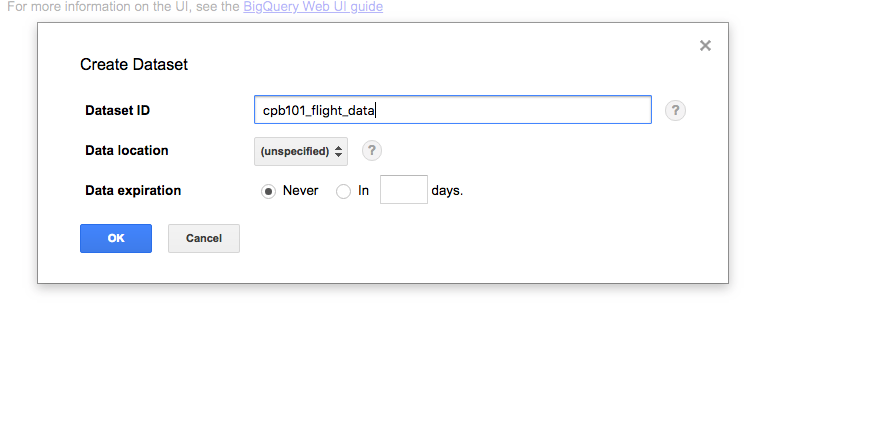 For more information on the UI, see the BigQuery Web UI guide
×
Create Dataset
Dataset ID cpb101_flight_data ?
Data location (unspecified) ?
Data expiration Never In days.
OK Cancel